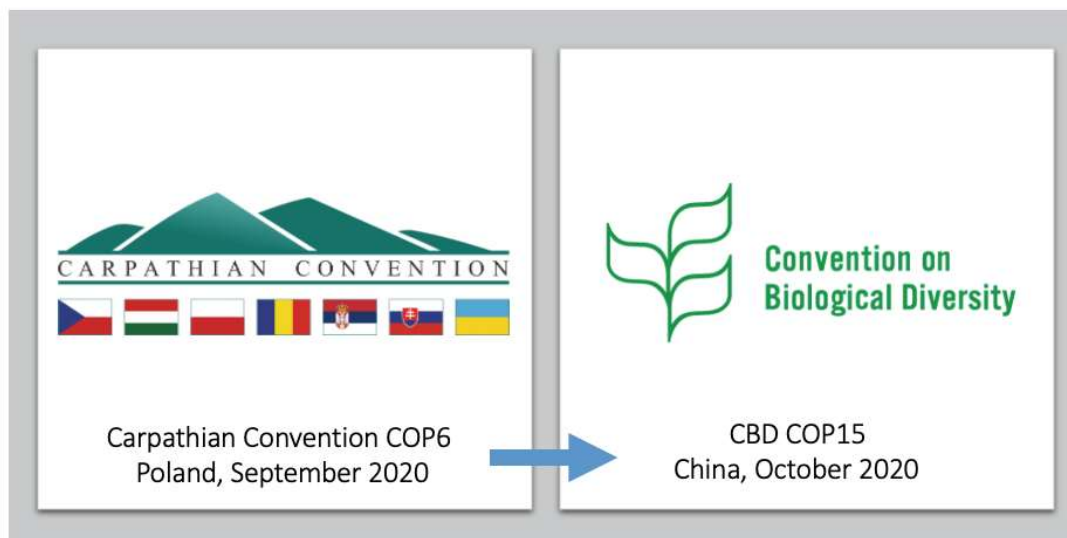 CARPATHIAN CONVENTION
Carpathian Convention COP6
Poland, September 2020
Convention on
Biological Diversity
CBD COP15
China, October 2020